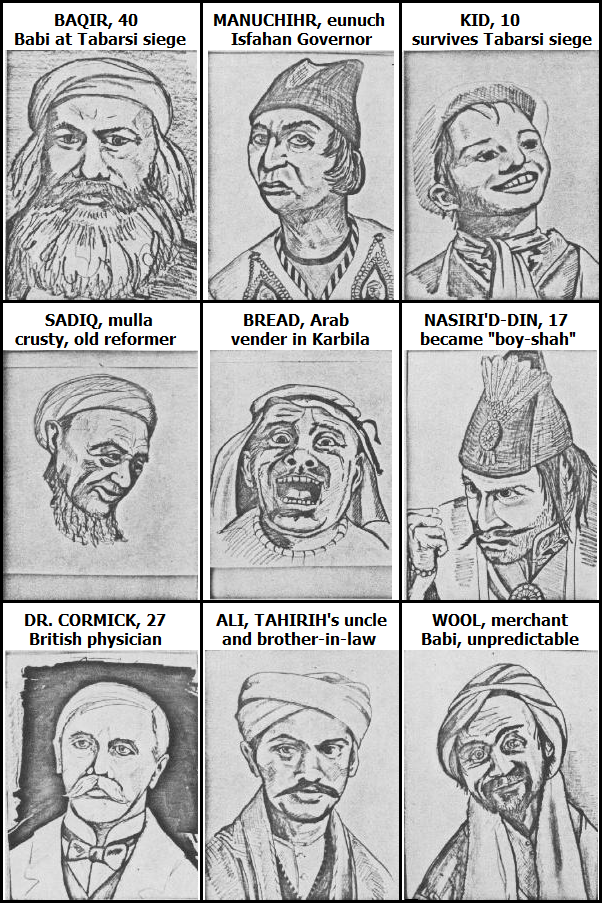 BAQIR, 40
Babi at Tabarsi siege
MANUCHIHR, eunuch
Isfahan Governor
KID, 10
survives Tabarsi siege
SADIQ, mulla
crusty, old reformer
BREAD, Arab
vender in Karbila
NASIRI'D-DIN, 17
became "boy-shah"
DR. CORMICK, 27
British physician
ALI, TAHIRIH's uncle
and brother-in-law
WOOL, merchant
Babi, unpredictable